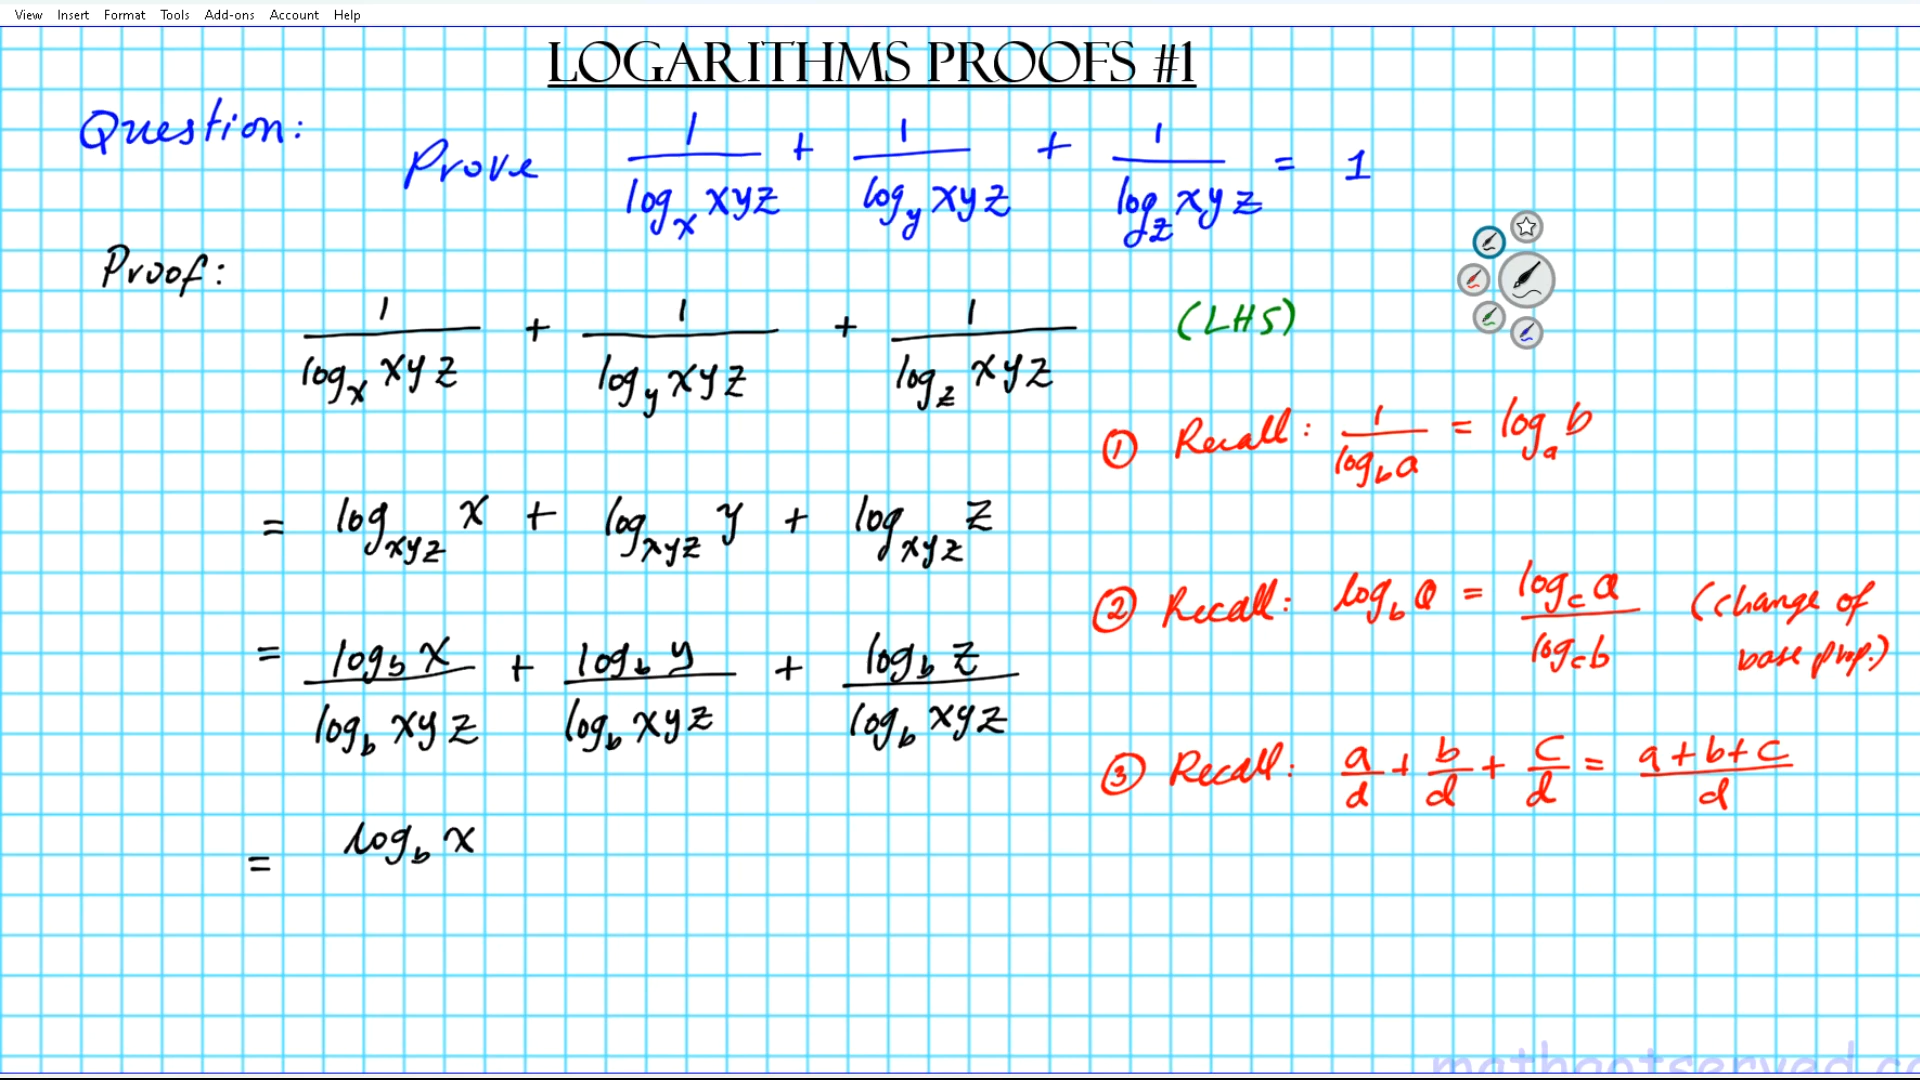 View Insert Format Tools Add-ons Account Help
LOGARITHMS PROOFS #1
Question:
Prove 1/(log_x xyz) + 1/(log_y xyz) + 1/(log_z xyz) = 1
Proof:
1/(log_x xyz) + 1/(log_y xyz) + 1/(log_z xyz) (LHS)
① Recall: 1/(log_b a) = log_a b
= log_xyz x + log_xyz y + log_xyz z
② Recall: log_b Q = (log_c Q)/(log_c b) (change of
base prop.)
= (log_b x)/(log_b xyz) + (log_b y)/(log_b xyz) + (log_b z)/(log_b xyz)
③ Recall: a/d + b/d + c/d = (a+b+c)/d
= log_b x